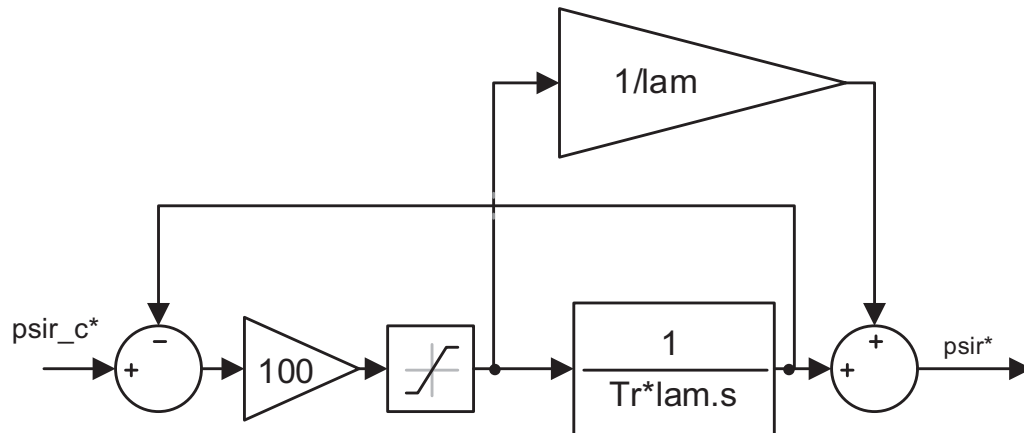 1/lam
psir_c*
−
+
100
1
Tr*lam.s
+
+
psir*